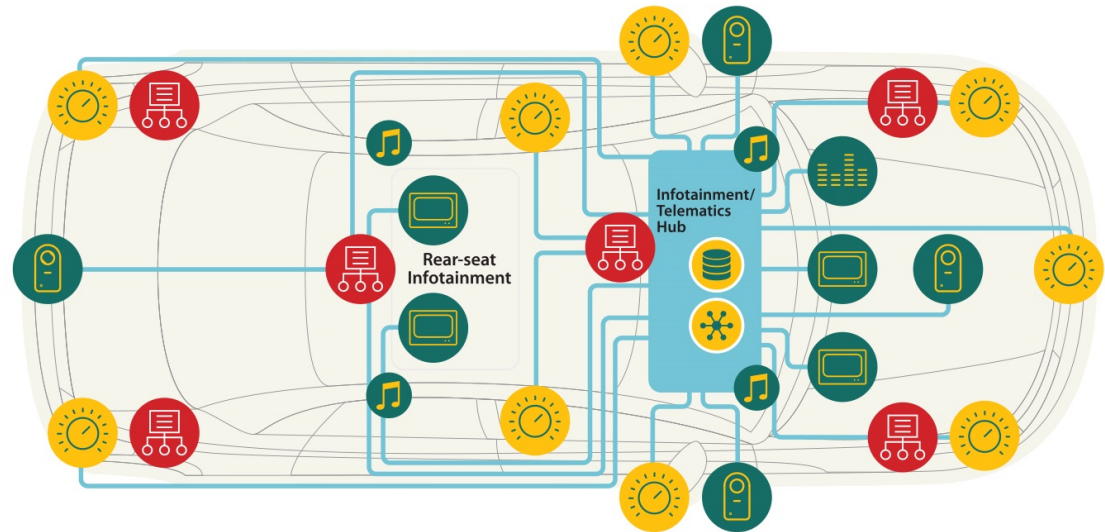 Infotainment/
Telematics
Hub
Rear-seat
Infotainment